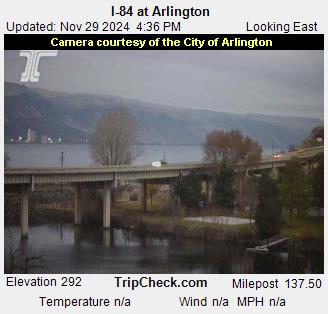 I-84 at Arlington
Updated: Nov 29 2024 4:36 PM Looking East
Camera courtesy of the City of Arlington
Elevation 292 TripCheck.com Milepost 137.50
Temperature n/a Wind n/a MPH n/a